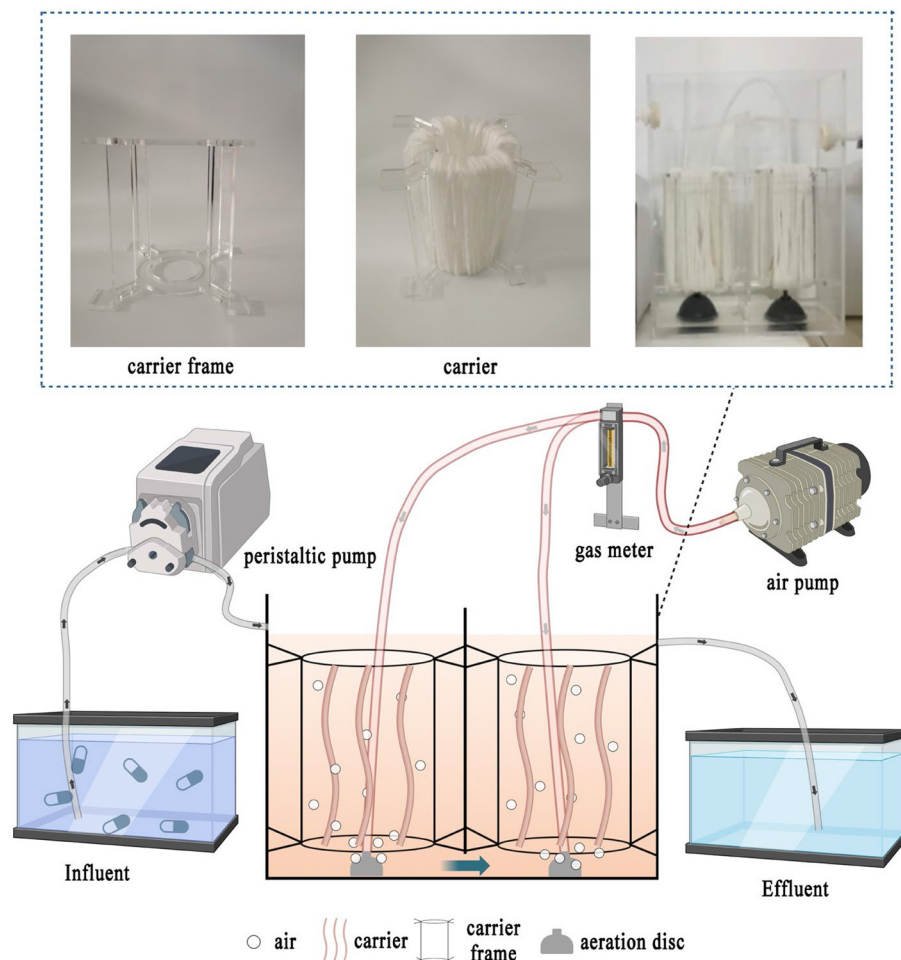 carrier frame
carrier
peristaltic pump
gas meter
air pump
Influent
Effluent
air
carrier
carrier
frame
aeration disc